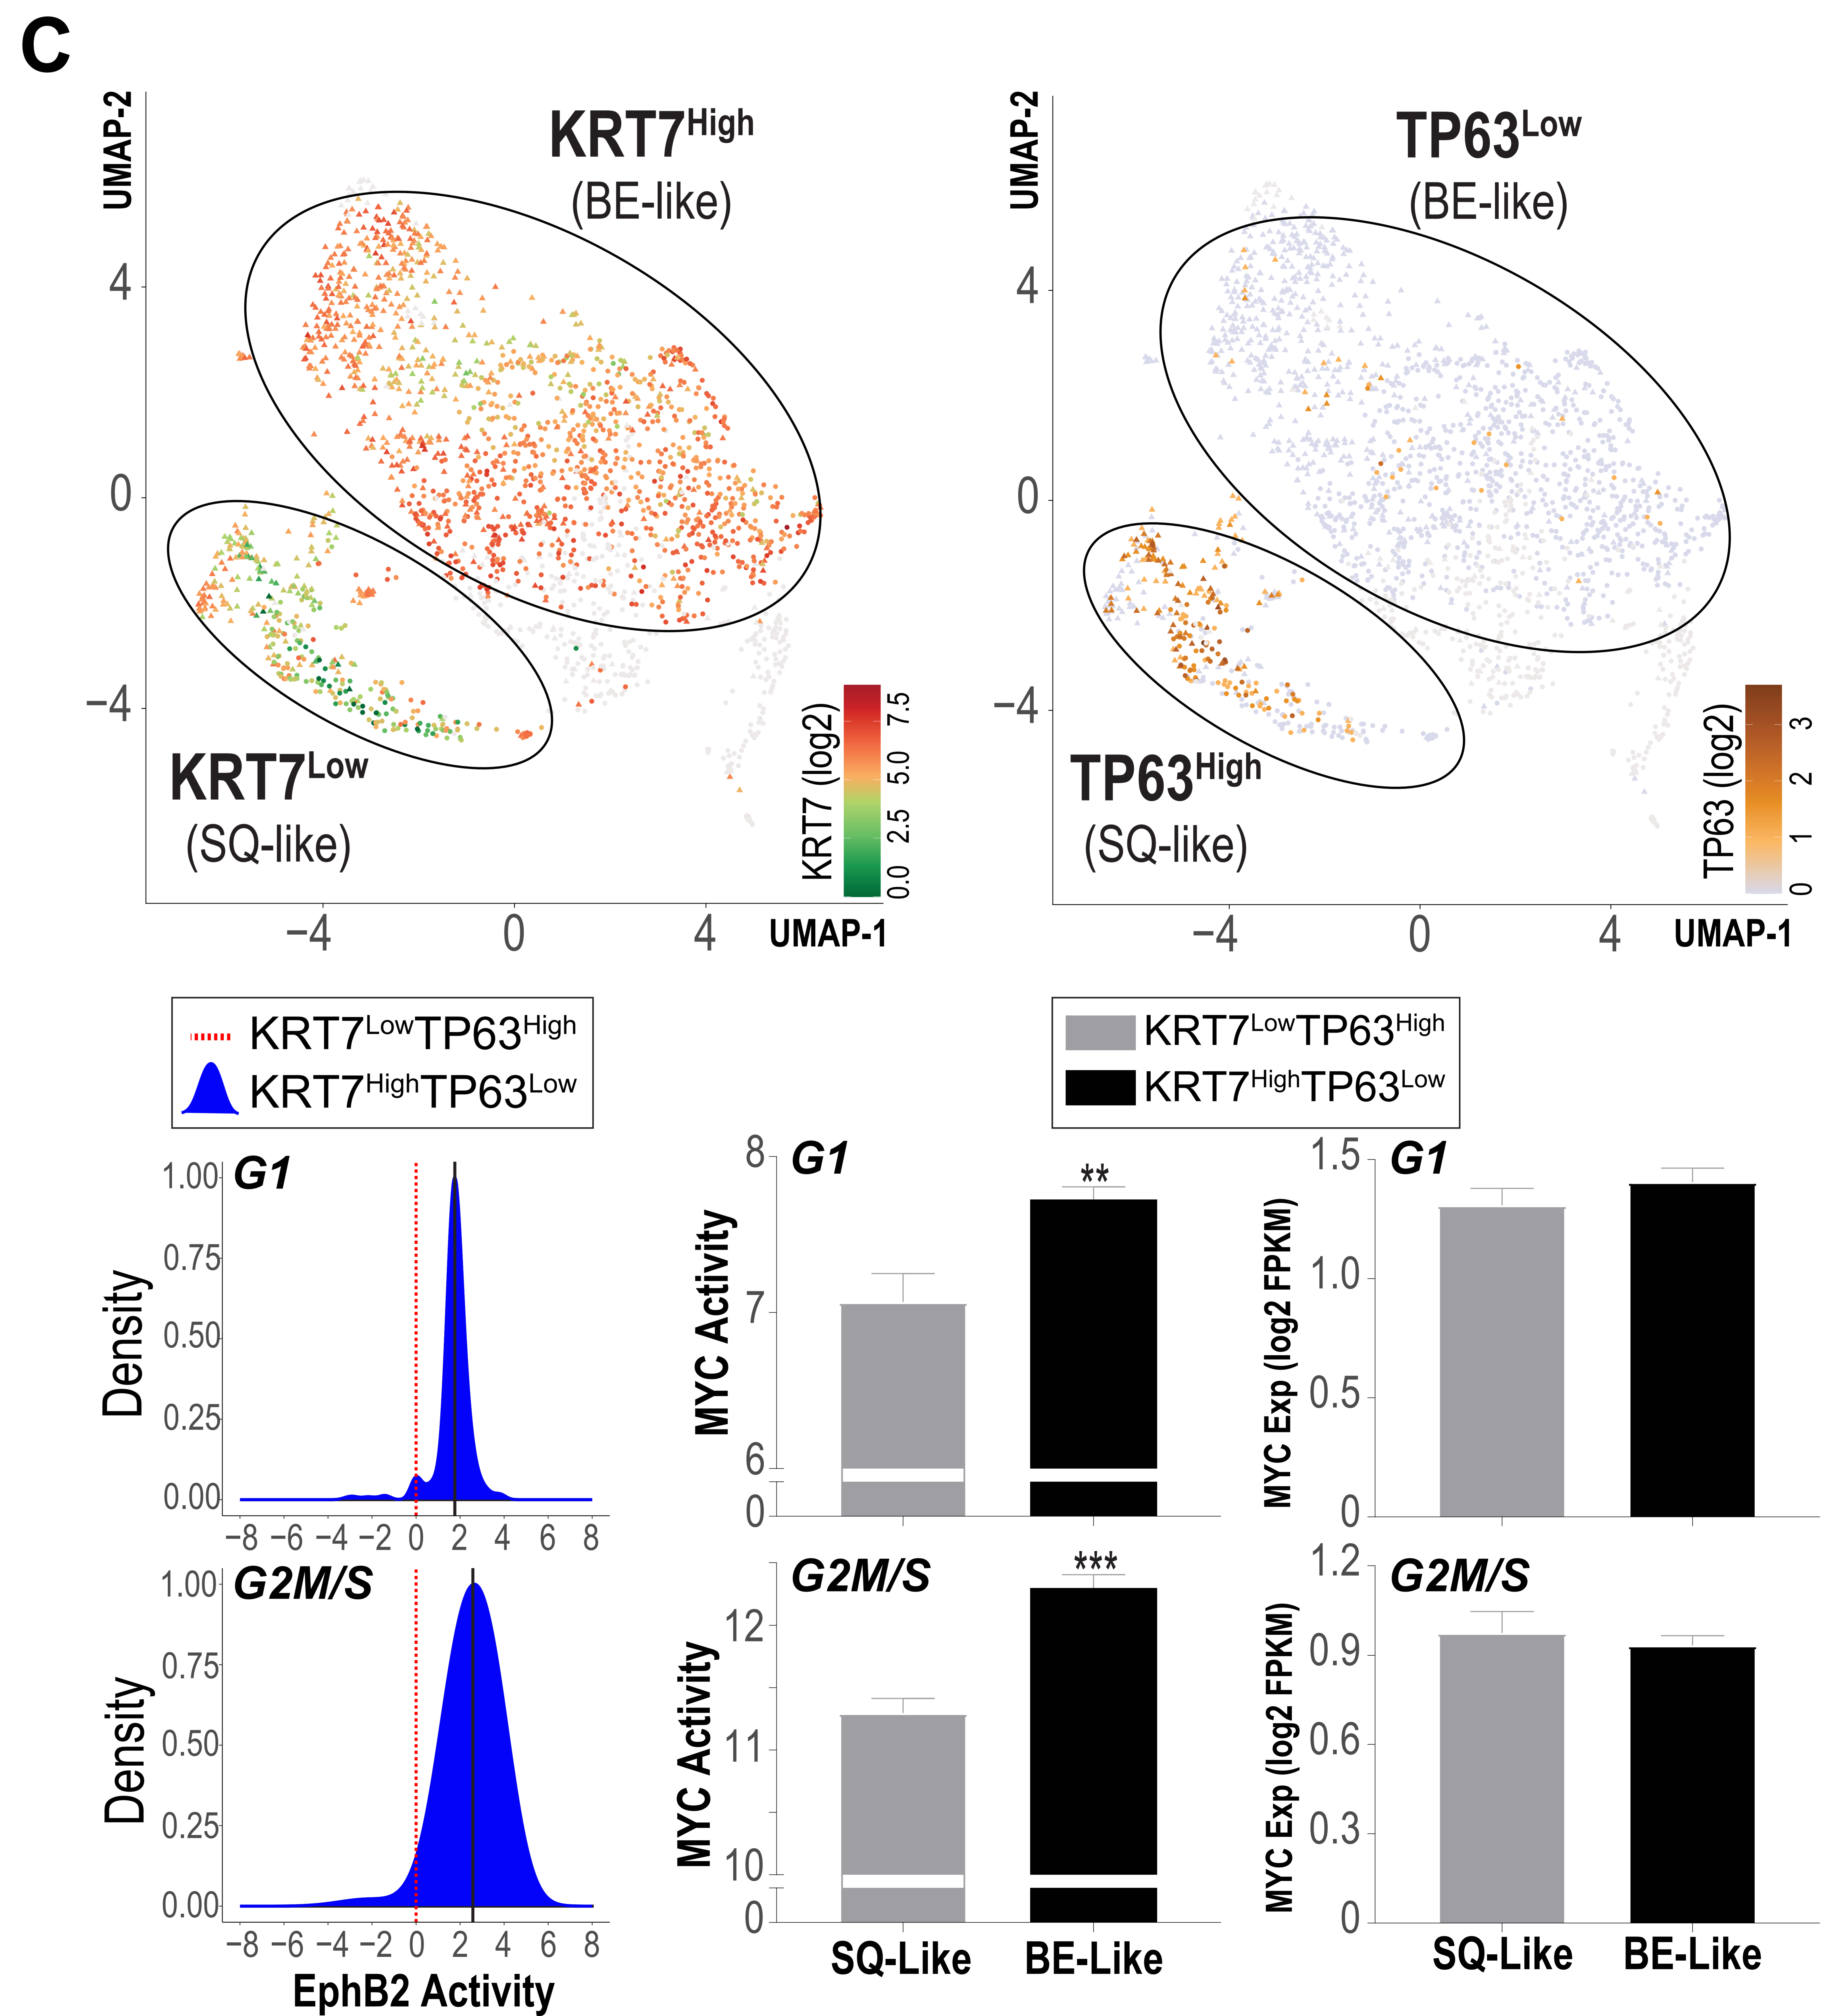 C
UMAP-2
KRT7High
(BE-like)
4
0
−4
KRT7Low
(SQ-like)
KRT7 (log2)
0.0 2.5 5.0 7.5
−4 0 4 UMAP-1
UMAP-2
TP63Low
(BE-like)
4
0
−4
TP63High
(SQ-like)
TP63 (log2)
0 1 2 3
−4 0 4 UMAP-1
KRT7LowTP63High
KRT7HighTP63Low
KRT7LowTP63High
KRT7HighTP63Low
G1
Density
1.00
0.75
0.50
0.25
0.00
−8 −6 −4 −2 0 2 4 6 8
G1
**
MYC Activity
8
7
6
0
G1
MYC Exp (log2 FPKM)
1.5
1.0
0.5
0
G2M/S
Density
1.00
0.75
0.50
0.25
0.00
−8 −6 −4 −2 0 2 4 6 8
EphB2 Activity
G2M/S
***
MYC Activity
12
11
10
0
SQ-Like BE-Like
G2M/S
MYC Exp (log2 FPKM)
1.2
0.9
0.6
0.3
0
SQ-Like BE-Like